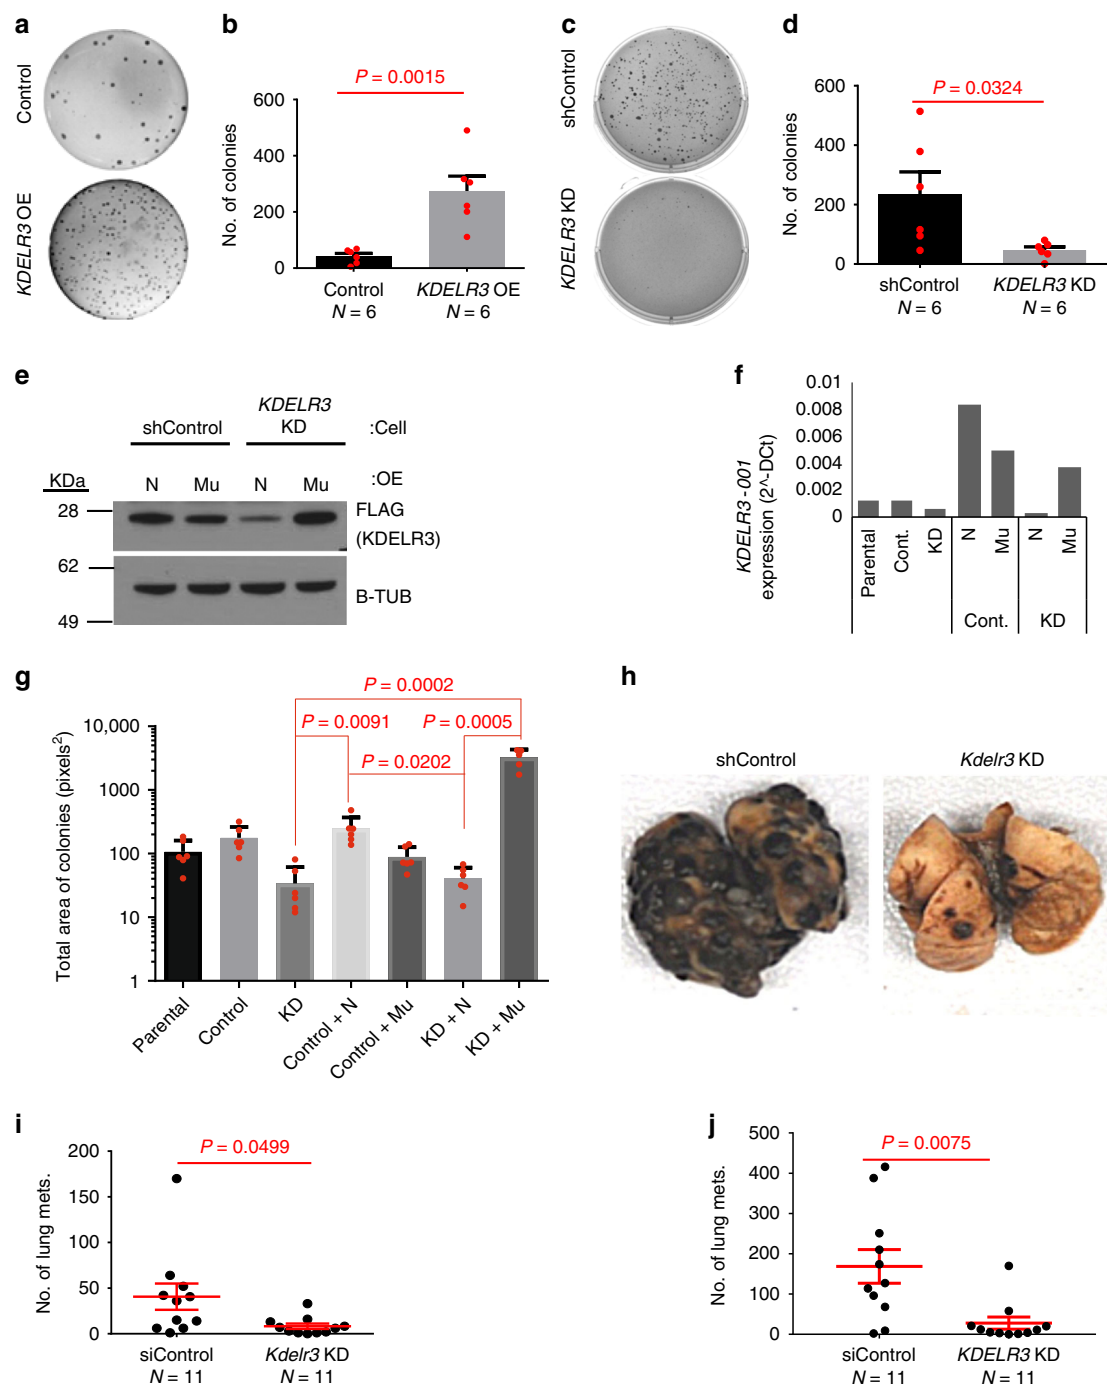 a
Control
KDELR3 OE
b
P = 0.0015
No. of colonies
600
400
200
0
Control
N = 6
KDELR3 OE
N = 6
c
shControl
KDELR3 KD
d
P = 0.0324
No. of colonies
600
400
200
0
shControl
N = 6
KDELR3 KD
N = 6
e
shControl
KDELR3
KD
:Cell
KDa
N Mu N Mu
:OE
28
FLAG
(KDELR3)
62
B-TUB
49
f
KDELR3-001
expression (2^-DCt)
0.01
0.008
0.006
0.004
0.002
0
Parental
Cont.
KD
N
Mu
N
Mu
Cont.
KD
g
P = 0.0002
P = 0.0091
P = 0.0005
P = 0.0202
Total area of colonies (pixels²)
10,000
1000
100
10
1
Parental
Control
KD
Control + N
Control + Mu
KD + N
KD + Mu
h
shControl
Kdelr3 KD
i
P = 0.0499
No. of lung mets.
200
150
100
50
0
siControl
N = 11
Kdelr3 KD
N = 11
j
P = 0.0075
No. of lung mets.
500
400
300
200
100
0
siControl
N = 11
KDELR3 KD
N = 11